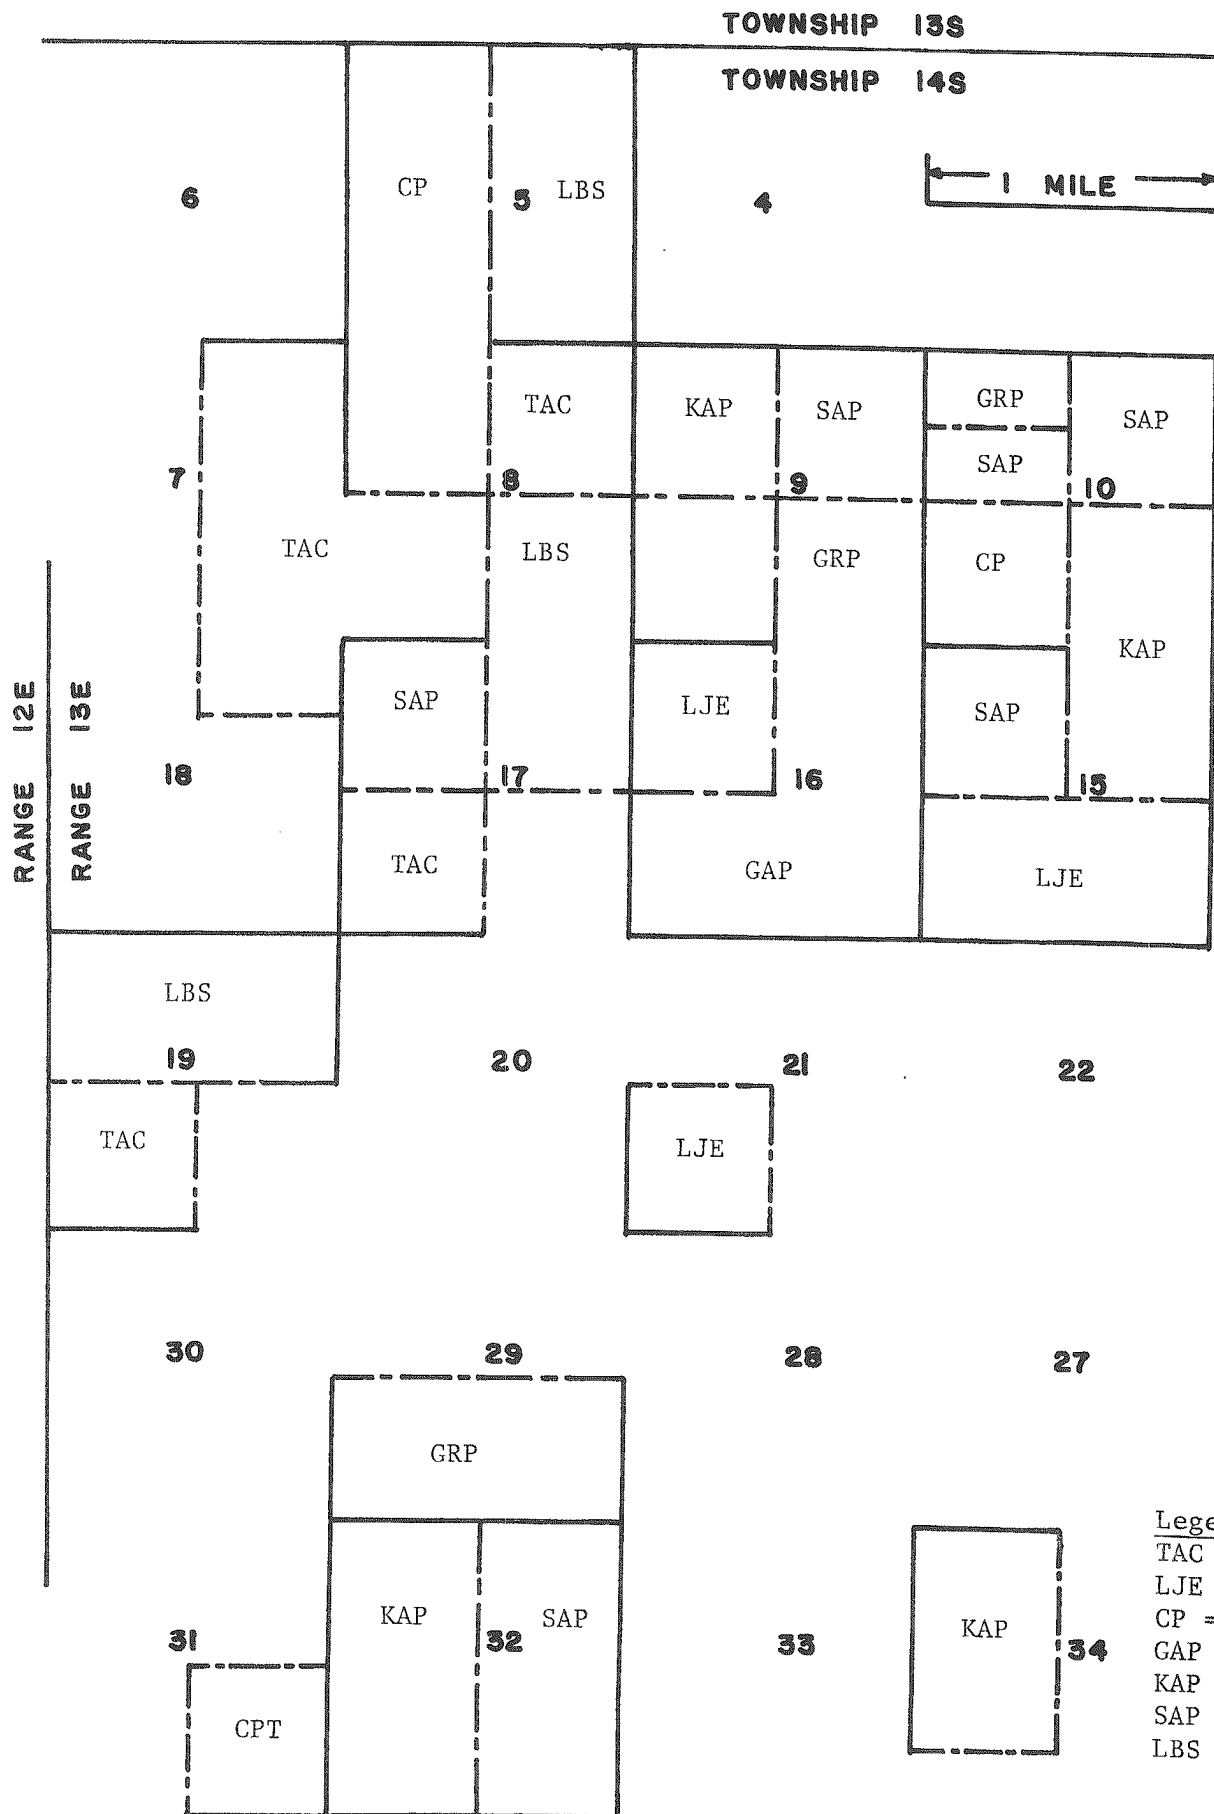 TOWNSHIP 13S
TOWNSHIP 14S
1 MILE
6
CP
5
LBS
4
TAC
KAP
SAP
GRP
SAP
SAP
7
8
9
10
TAC
LBS
GRP
CP
KAP
RANGE 12E
RANGE 13E
SAP
LJE
SAP
18
17
16
15
TAC
GAP
LJE
LBS
19
20
21
22
TAC
LJE
30
29
28
27
GRP
KAP
SAP
KAP
31
32
33
34
CPT
Lege
TAC
LJE
CP =
GAP
KAP
SAP
LBS